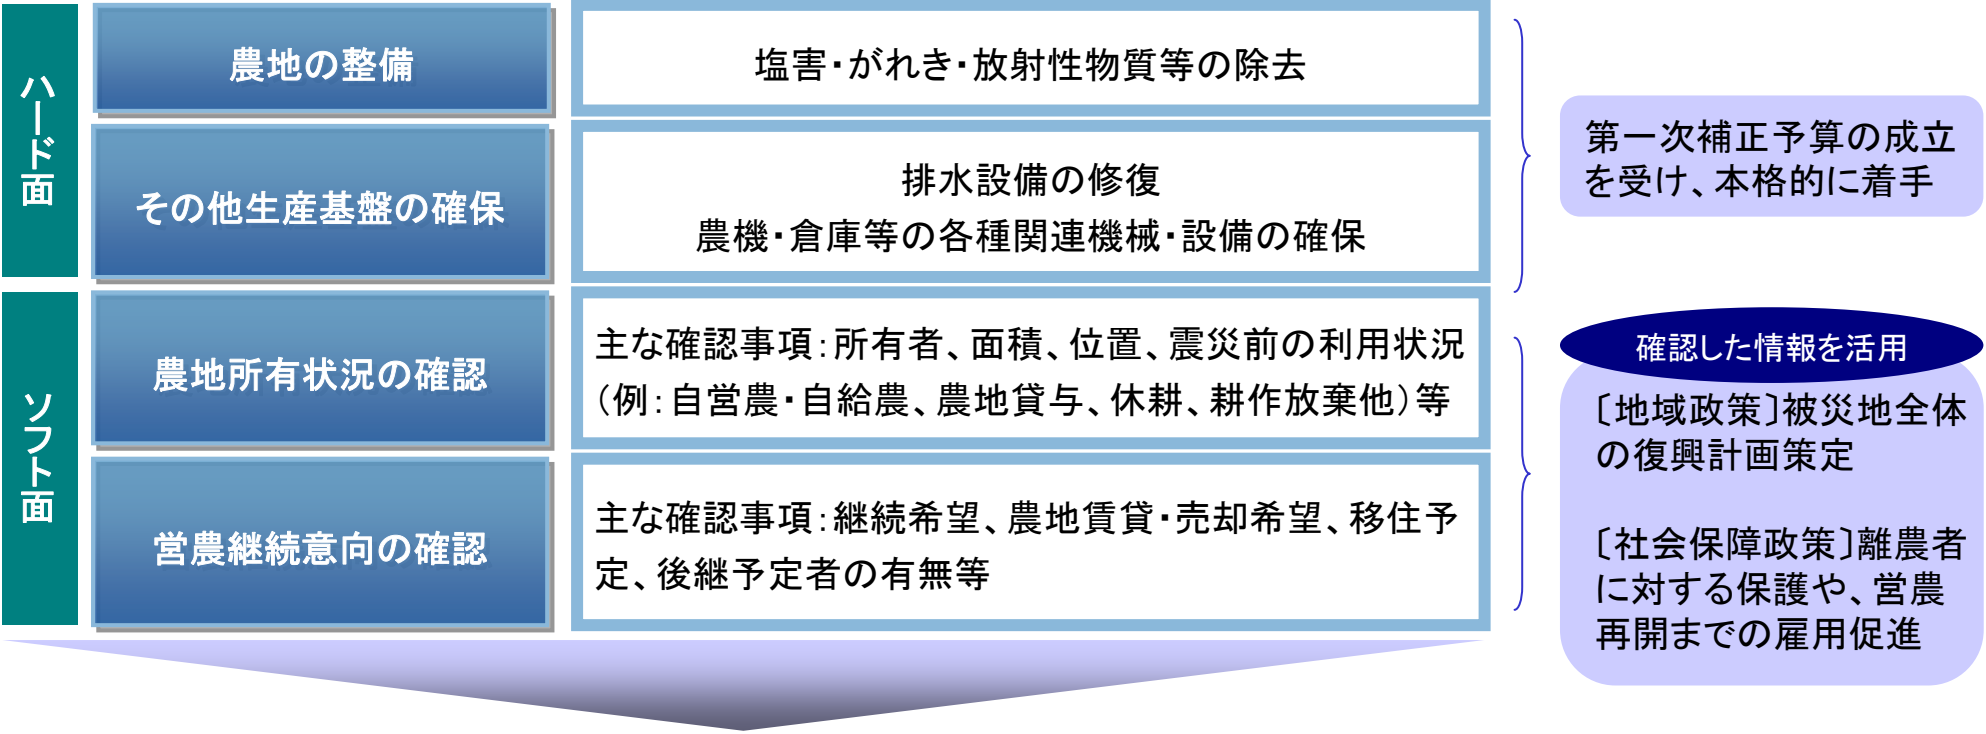 ハード面
農地の整備
塩害・がれき・放射性物質等の除去
その他生産基盤の確保
排水設備の修復
農機・倉庫等の各種関連機械・設備の確保
第一次補正予算の成立
を受け、本格的に着手
ソフト面
農地所有状況の確認
主な確認事項：所有者、面積、位置、震災前の利用状況
（例：自営農・自給農、農地貸与、休耕、耕作放棄他）等
営農継続意向の確認
主な確認事項：継続希望、農地賃貸・売却希望、移住予
定、後継予定者の有無等
確認した情報を活用
〔地域政策〕被災地全体
の復興計画策定
〔社会保障政策〕離農者
に対する保護や、営農
再開までの雇用促進